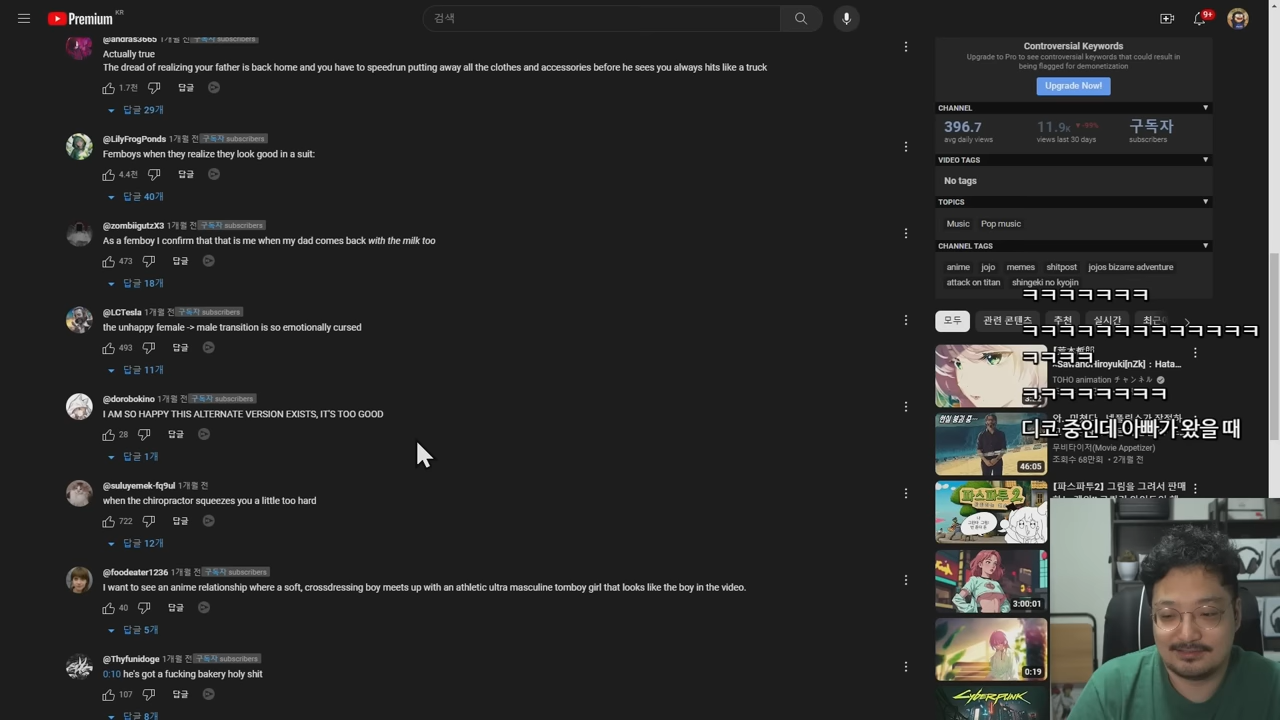 Premium KR
검색
9+
@andras3665 1개월 전 구독자 subscribers
Actually true
The dread of realizing your father is back home and you have to speedrun putting away all the clothes and accessories before he sees you always hits like a truck
1.7천 답글
답글 29개
@LilyFrogPonds 1개월 전 구독자 subscribers
Femboys when they realize they look good in a suit:
4.4천 답글
답글 40개
@zombiigutzX3 1개월 전 구독자 subscribers
As a femboy I confirm that that is me when my dad comes back with the milk too
473 답글
답글 18개
@LCTesla 1개월 전 구독자 subscribers
the unhappy female -> male transition is so emotionally cursed
493 답글
답글 11개
@dorobokino 1개월 전 구독자 subscribers
I AM SO HAPPY THIS ALTERNATE VERSION EXISTS, IT'S TOO GOOD
28 답글
답글 1개
@suluyemek-fq9ul 1개월 전
when the chiropractor squeezes you a little too hard
722 답글
답글 12개
@foodeater1236 1개월 전 구독자 subscribers
I want to see an anime relationship where a soft, crossdressing boy meets up with an athletic ultra masculine tomboy girl that looks like the boy in the video.
40 답글
답글 5개
@Thyfunidoge 1개월 전 구독자 subscribers
0:10 he's got a fucking bakery holy shit
107 답글
답글 8개
Controversial Keywords
Upgrade to Pro to see controversial keywords that could result in
being flagged for demonetization
Upgrade Now!
CHANNEL
396.7 11.9K -99% 구독자
avg daily views views last 30 days subscribers
VIDEO TAGS
No tags
TOPICS
Music Pop music
CHANNEL TAGS
anime jojo memes shitpost jojos bizarre adventure
attack on titan shingeki no kyojin
ㅋㅋㅋㅋㅋㅋㅋ
모두 관련 콘텐츠 추천 실시간 최근
ㅋㅋㅋㅋㅋㅋㅋㅋㅋㅋㅋㅋㅋ
ㅋㅋㅋㅋ
SawanoHiroyuki[nZk]：Hata...
TOHO animation チャンネル
ㅋㅋㅋㅋㅋㅋㅋㅋ
디코 중인데 아빠가 왔을 때
무비타이저(Movie Appetizer)
조회수 68만회 • 2개월 전
46:05
【파스파투2】 그림을 그려서 판매
파스파투2
3:00:01
0:19
CYBERPUNK